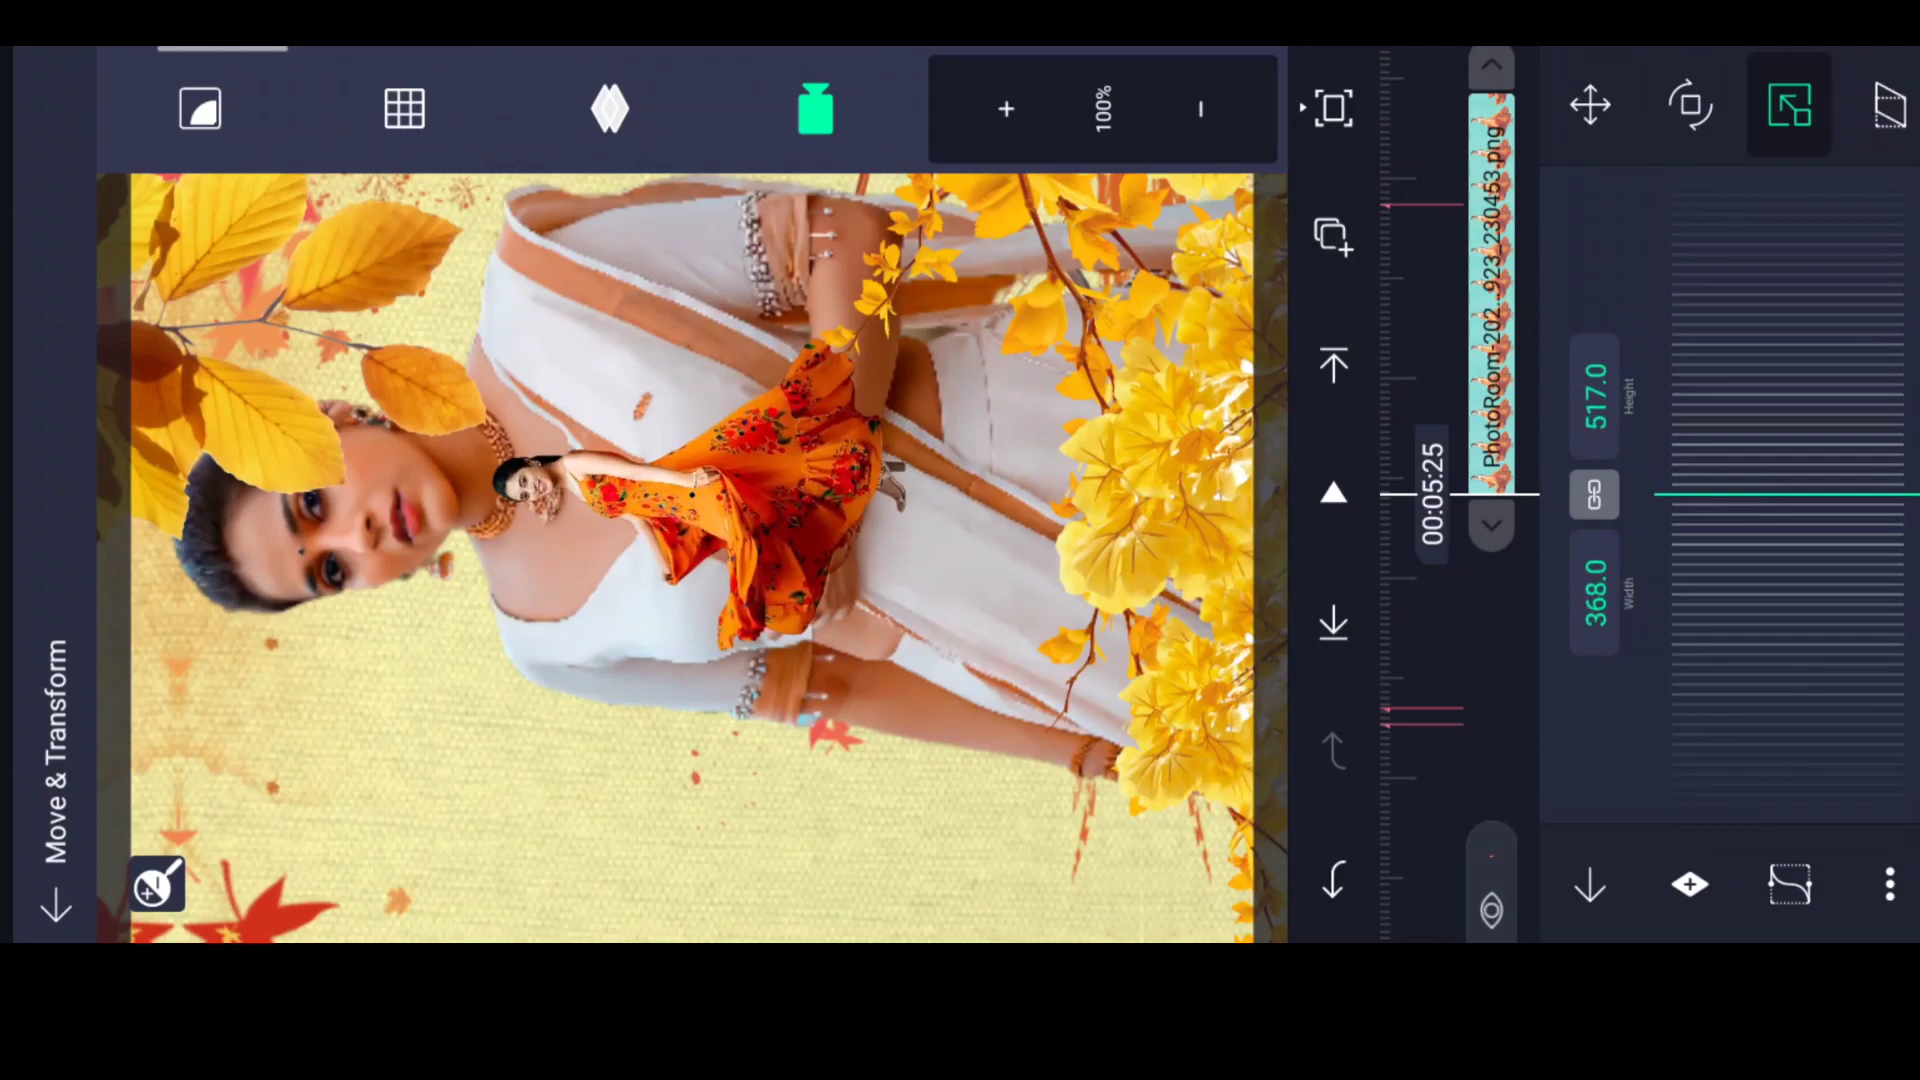 Move & Transform
100%
00:05:25
PhotoRoom-202...923_230453.png
368.0
517.0
Width
Height